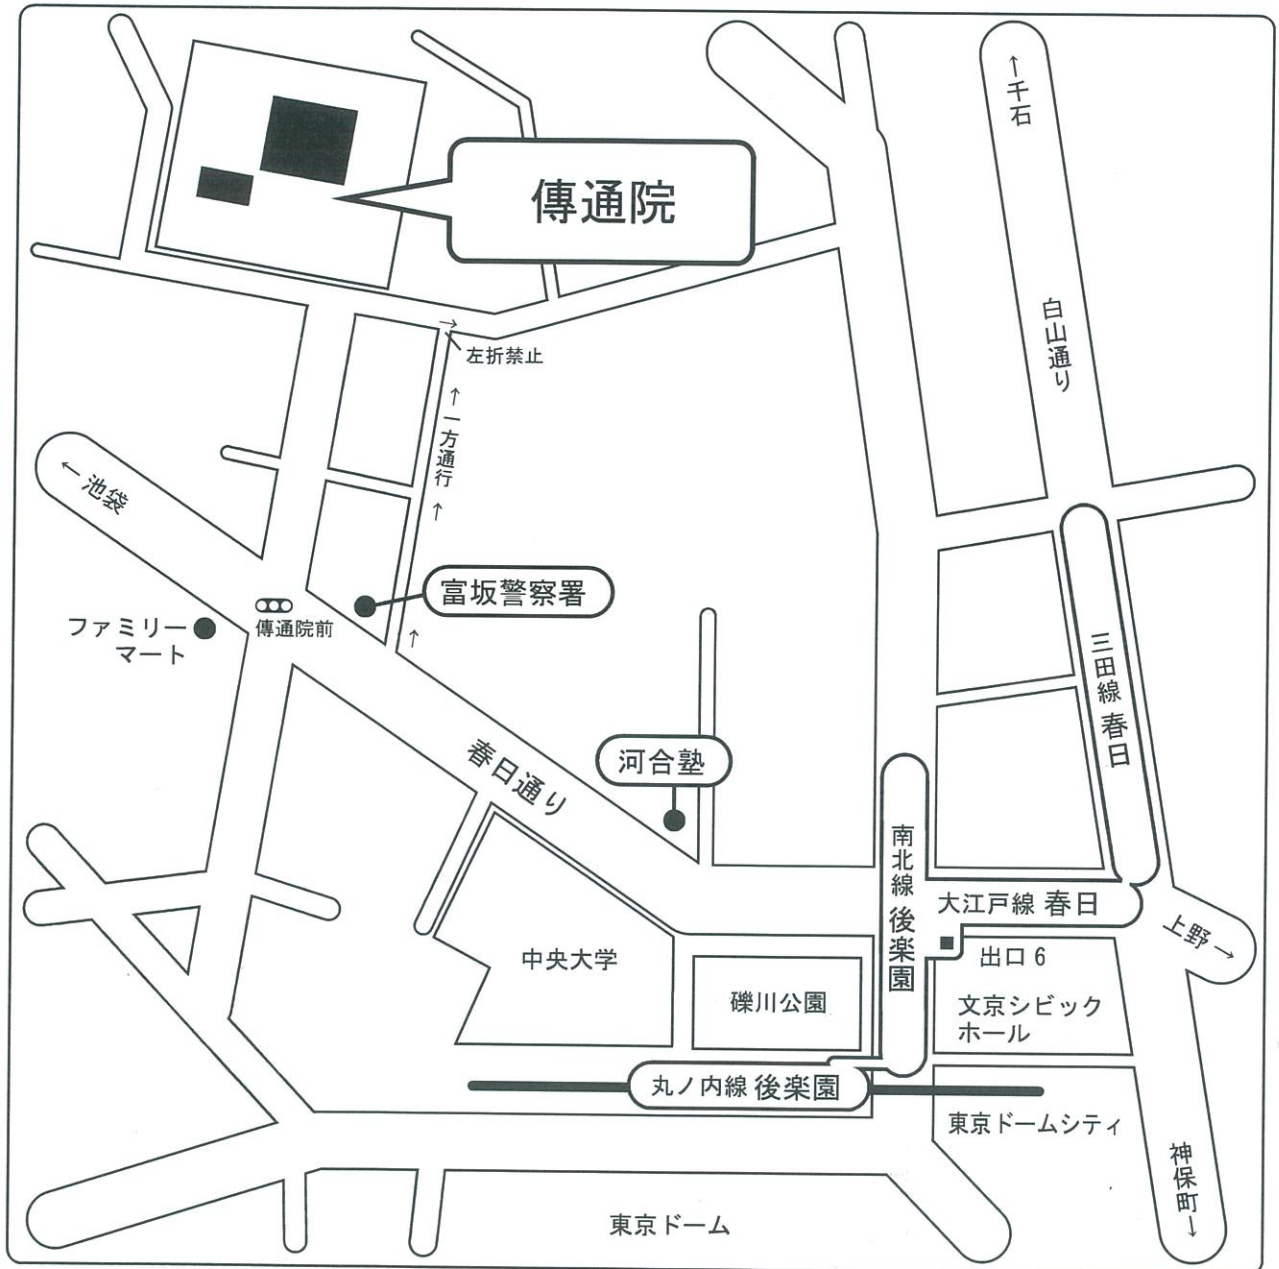 ↑千石
傳通院
白山通り
→
左折禁止
↑一方通行↑
←池袋
富坂警察署
傳通院前
↑
ファミリー
マート
三田線 春日
春日通り
河合塾
南北線 後楽園
大江戸線 春日
上野→
出口6
中央大学
礫川公園
文京シビック
ホール
丸ノ内線 後楽園
東京ドームシティ
神保町→
東京ドーム